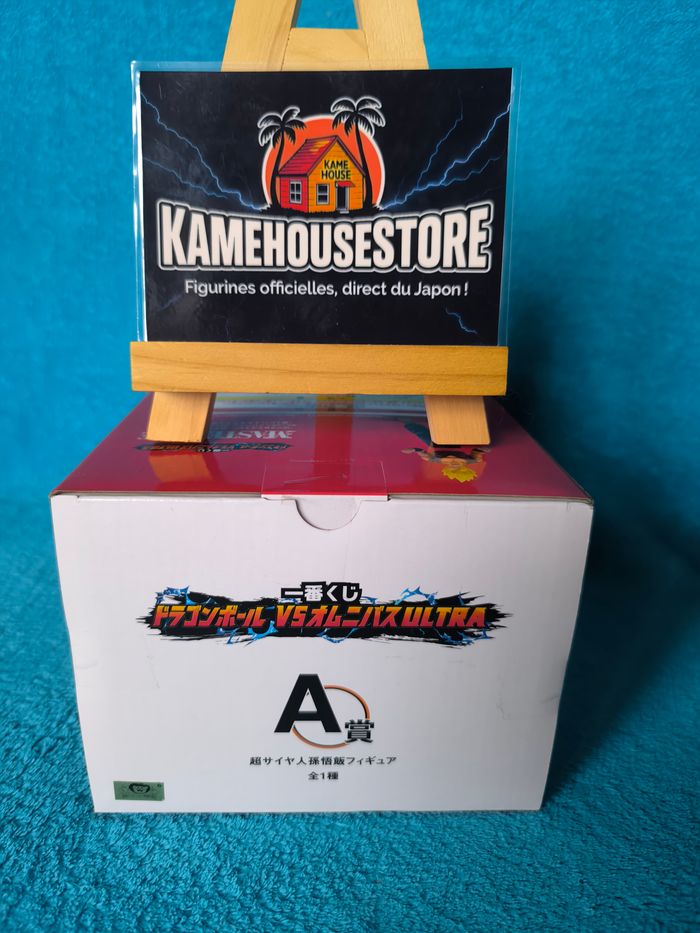 KAME
HOUSE
KAMEHOUSESTORE
Figurines officielles, direct du Japon !
一番くじ
ドラゴンボール VSオムニバスULTRA
A賞
超サイヤ人孫悟飯フィギュア
全1種